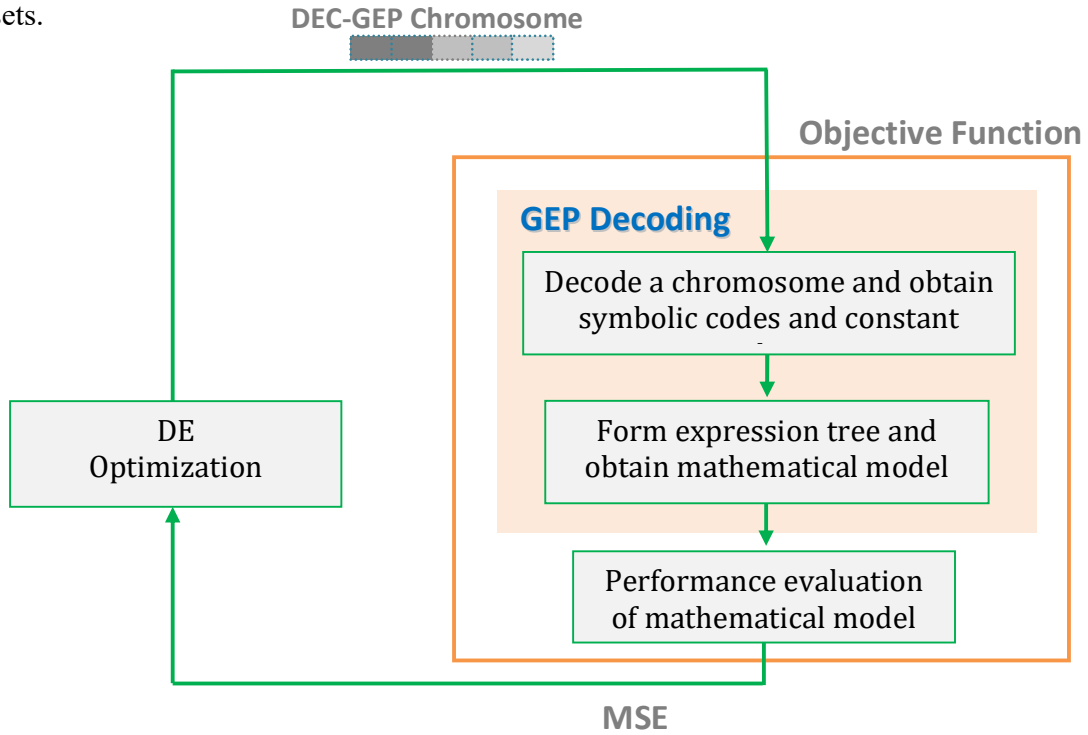 sets.
DEC-GEP Chromosome
Objective Function
GEP Decoding
Decode a chromosome and obtain
symbolic codes and constant
Form expression tree and
obtain mathematical model
Performance evaluation
of mathematical model
DE
Optimization
MSE